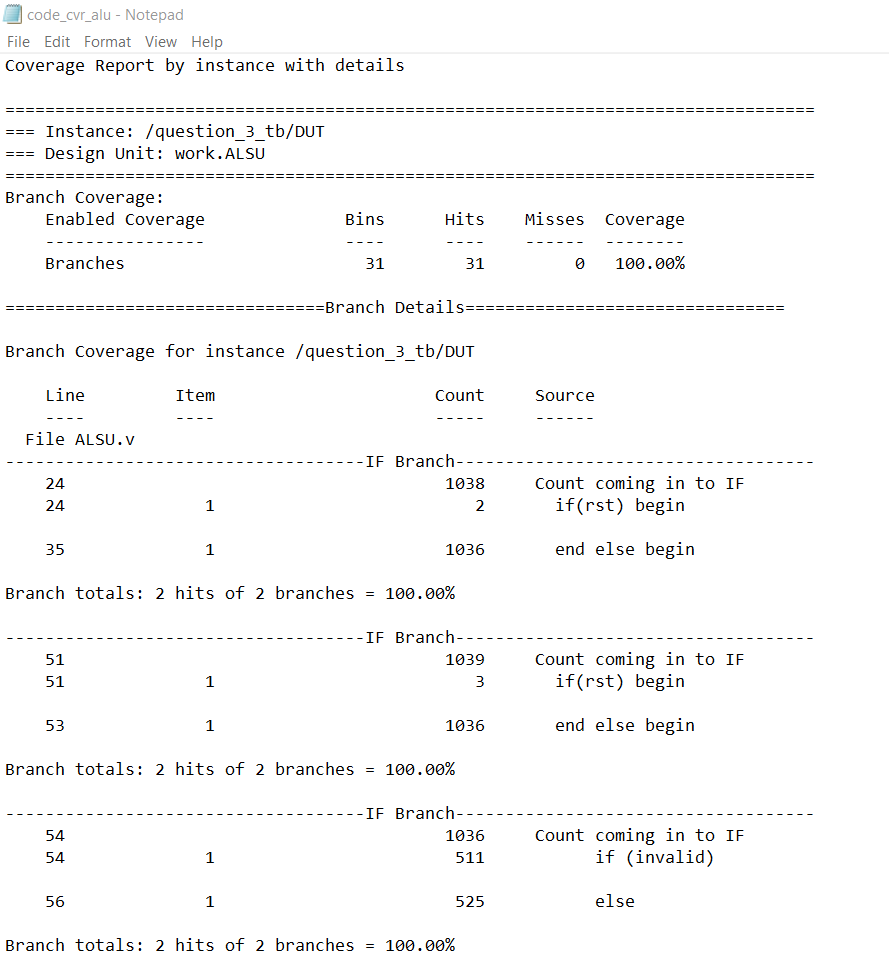 code_cvr_alu - Notepad
File Edit Format View Help
Coverage Report by instance with details
=================================================================================
=== Instance: /question_3_tb/DUT
=== Design Unit: work.ALSU
=================================================================================
Branch Coverage:
    Enabled Coverage              Bins      Hits    Misses  Coverage
    ----------------              ----      ----    ------  --------
    Branches                        31        31         0   100.00%
================================Branch Details================================
Branch Coverage for instance /question_3_tb/DUT
    Line         Item                      Count     Source
    ----         ----                      -----     ------
  File ALSU.v
------------------------------------IF Branch------------------------------------
    24                                      1038     Count coming in to IF
    24              1                          2       if(rst) begin
    35              1                       1036       end else begin
Branch totals: 2 hits of 2 branches = 100.00%
------------------------------------IF Branch------------------------------------
    51                                      1039     Count coming in to IF
    51              1                          3       if(rst) begin
    53              1                       1036       end else begin
Branch totals: 2 hits of 2 branches = 100.00%
------------------------------------IF Branch------------------------------------
    54                                      1036     Count coming in to IF
    54              1                        511           if (invalid)
    56              1                        525           else
Branch totals: 2 hits of 2 branches = 100.00%